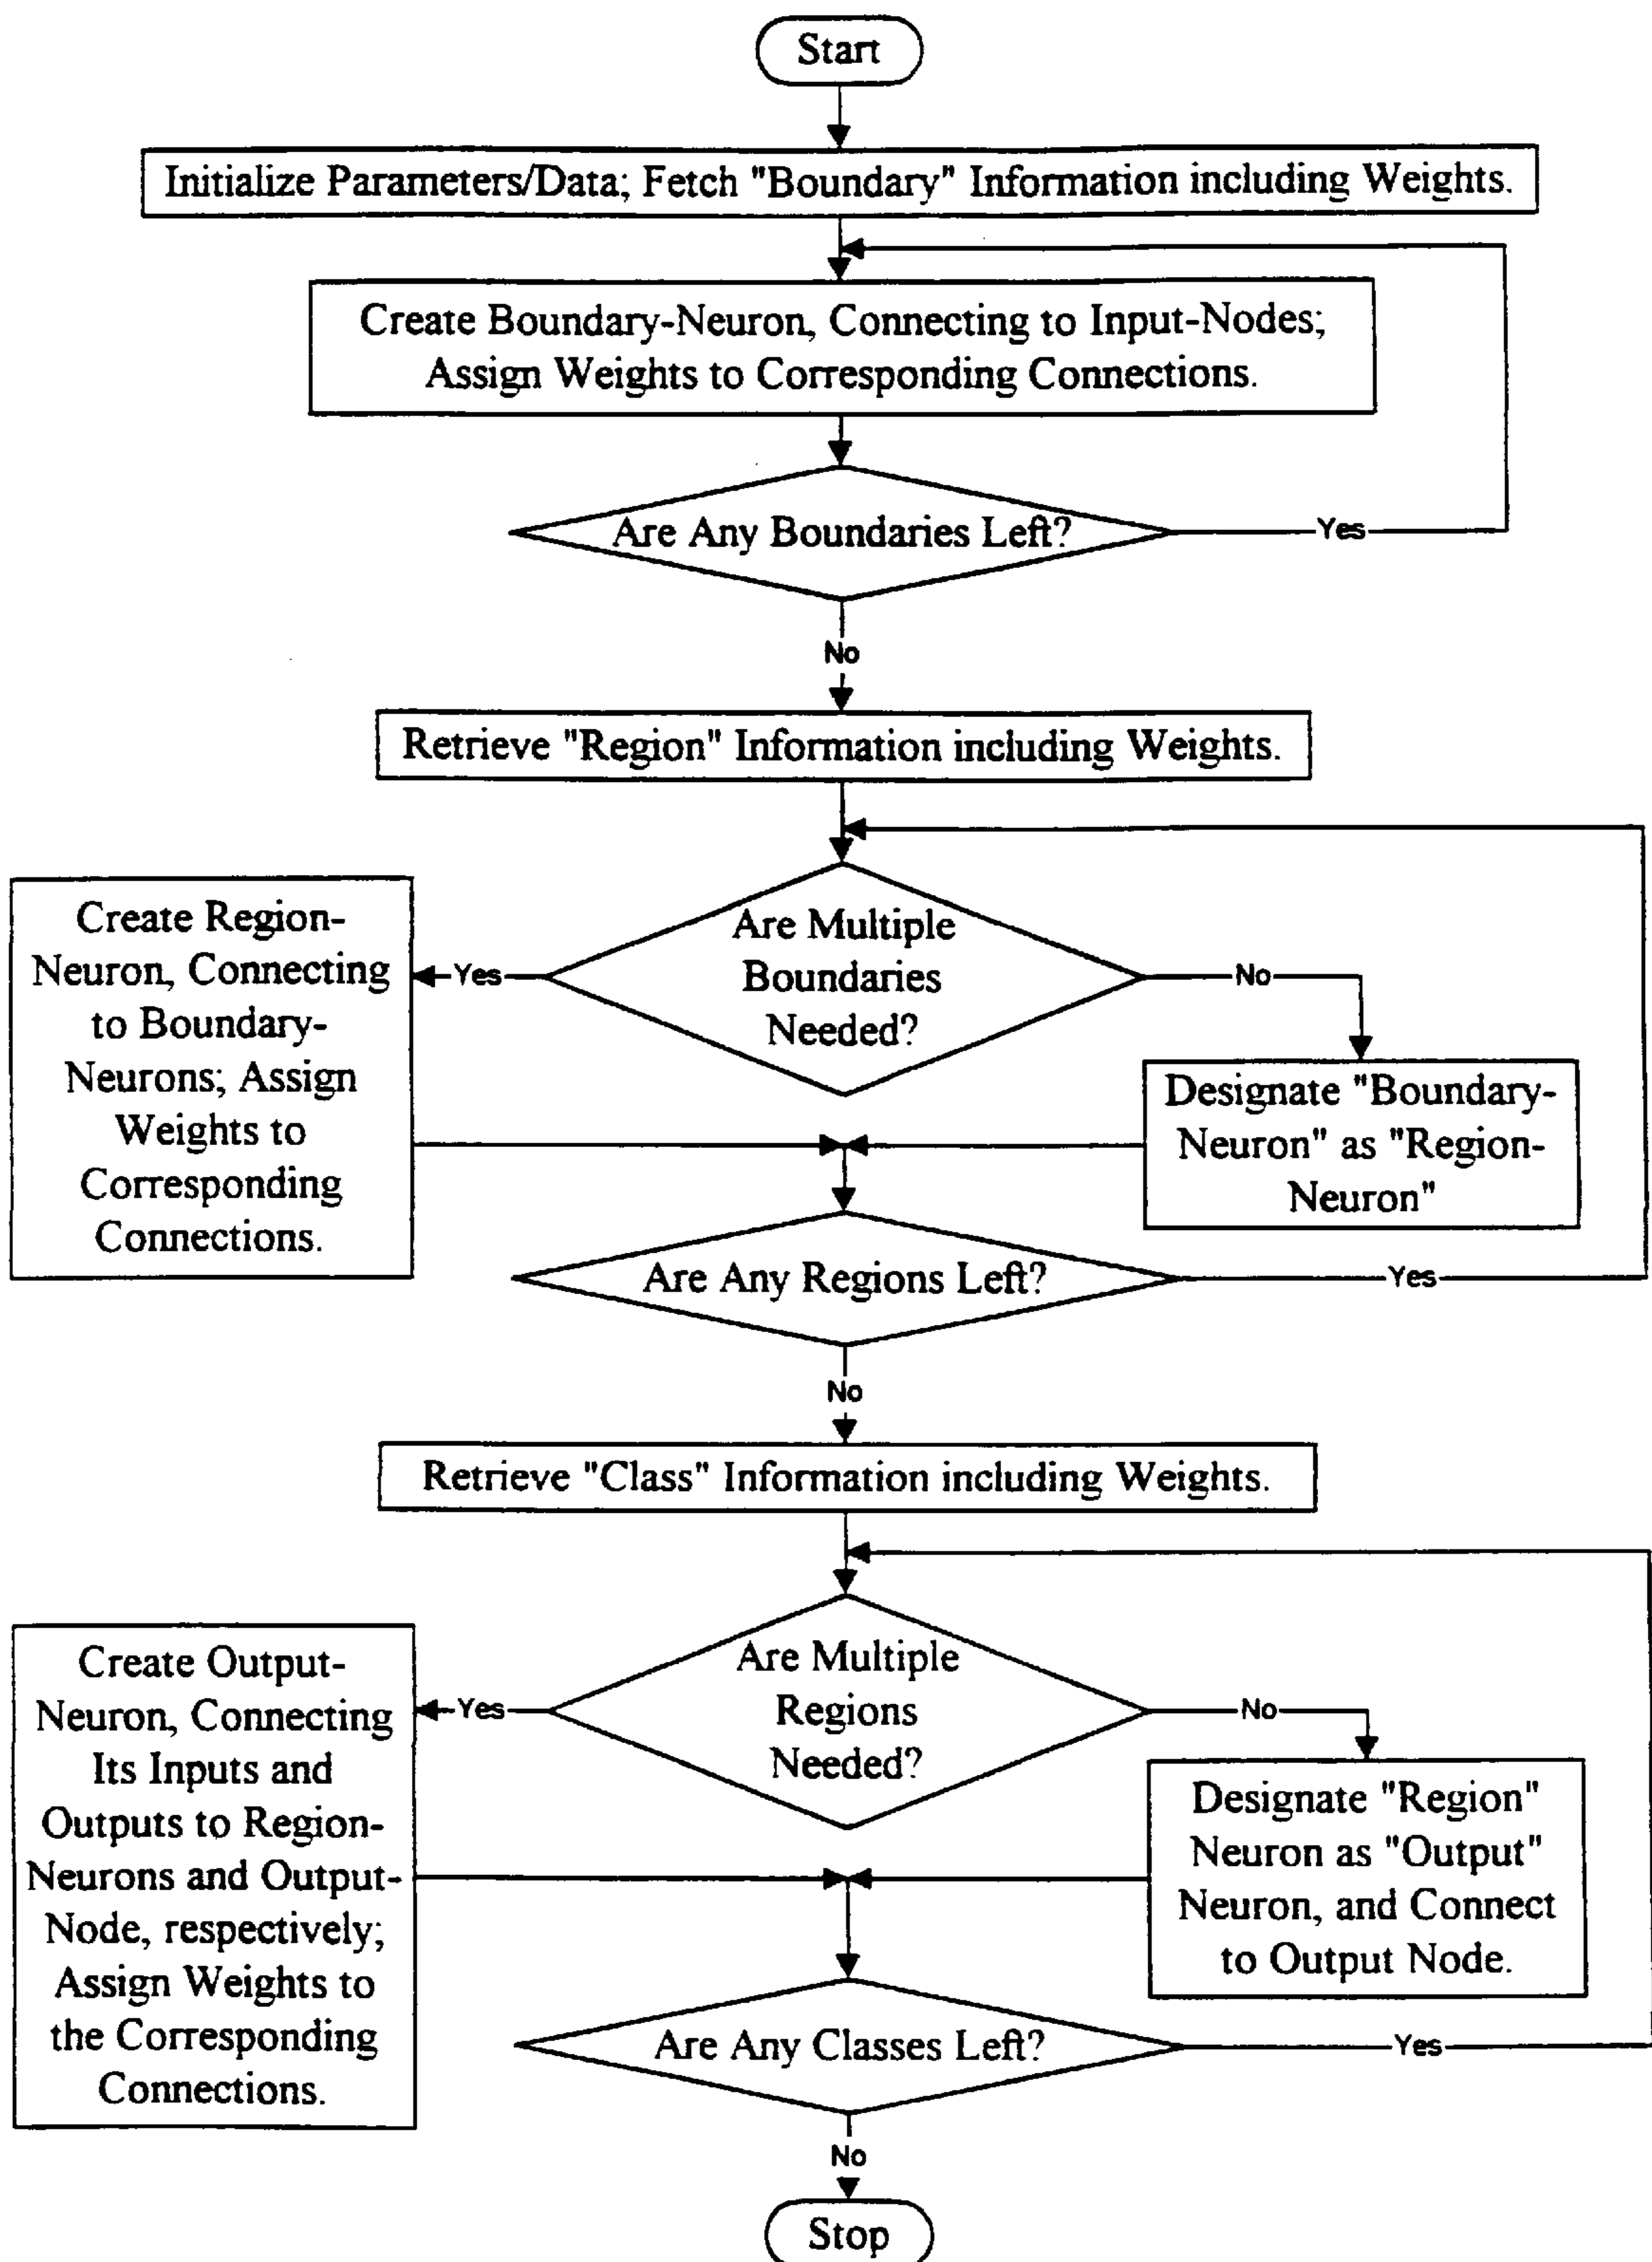 Start
Initialize Parameters/Data; Fetch "Boundary" Information including Weights.
Create Boundary-Neuron, Connecting to Input-Nodes;
Assign Weights to Corresponding Connections.
Are Any Boundaries Left?
Yes
No
Retrieve "Region" Information including Weights.
Are Multiple
Boundaries
Needed?
Yes
Create Region-
Neuron, Connecting
to Boundary-
Neurons; Assign
Weights to
Corresponding
Connections.
No
Designate "Boundary-
Neuron" as "Region-
Neuron"
Are Any Regions Left?
Yes
No
Retrieve "Class" Information including Weights.
Are Multiple
Regions
Needed?
Yes
Create Output-
Neuron, Connecting
Its Inputs and
Outputs to Region-
Neurons and Output-
Node, respectively;
Assign Weights to
the Corresponding
Connections.
No
Designate "Region"
Neuron as "Output"
Neuron, and Connect
to Output Node.
Are Any Classes Left?
Yes
No
Stop